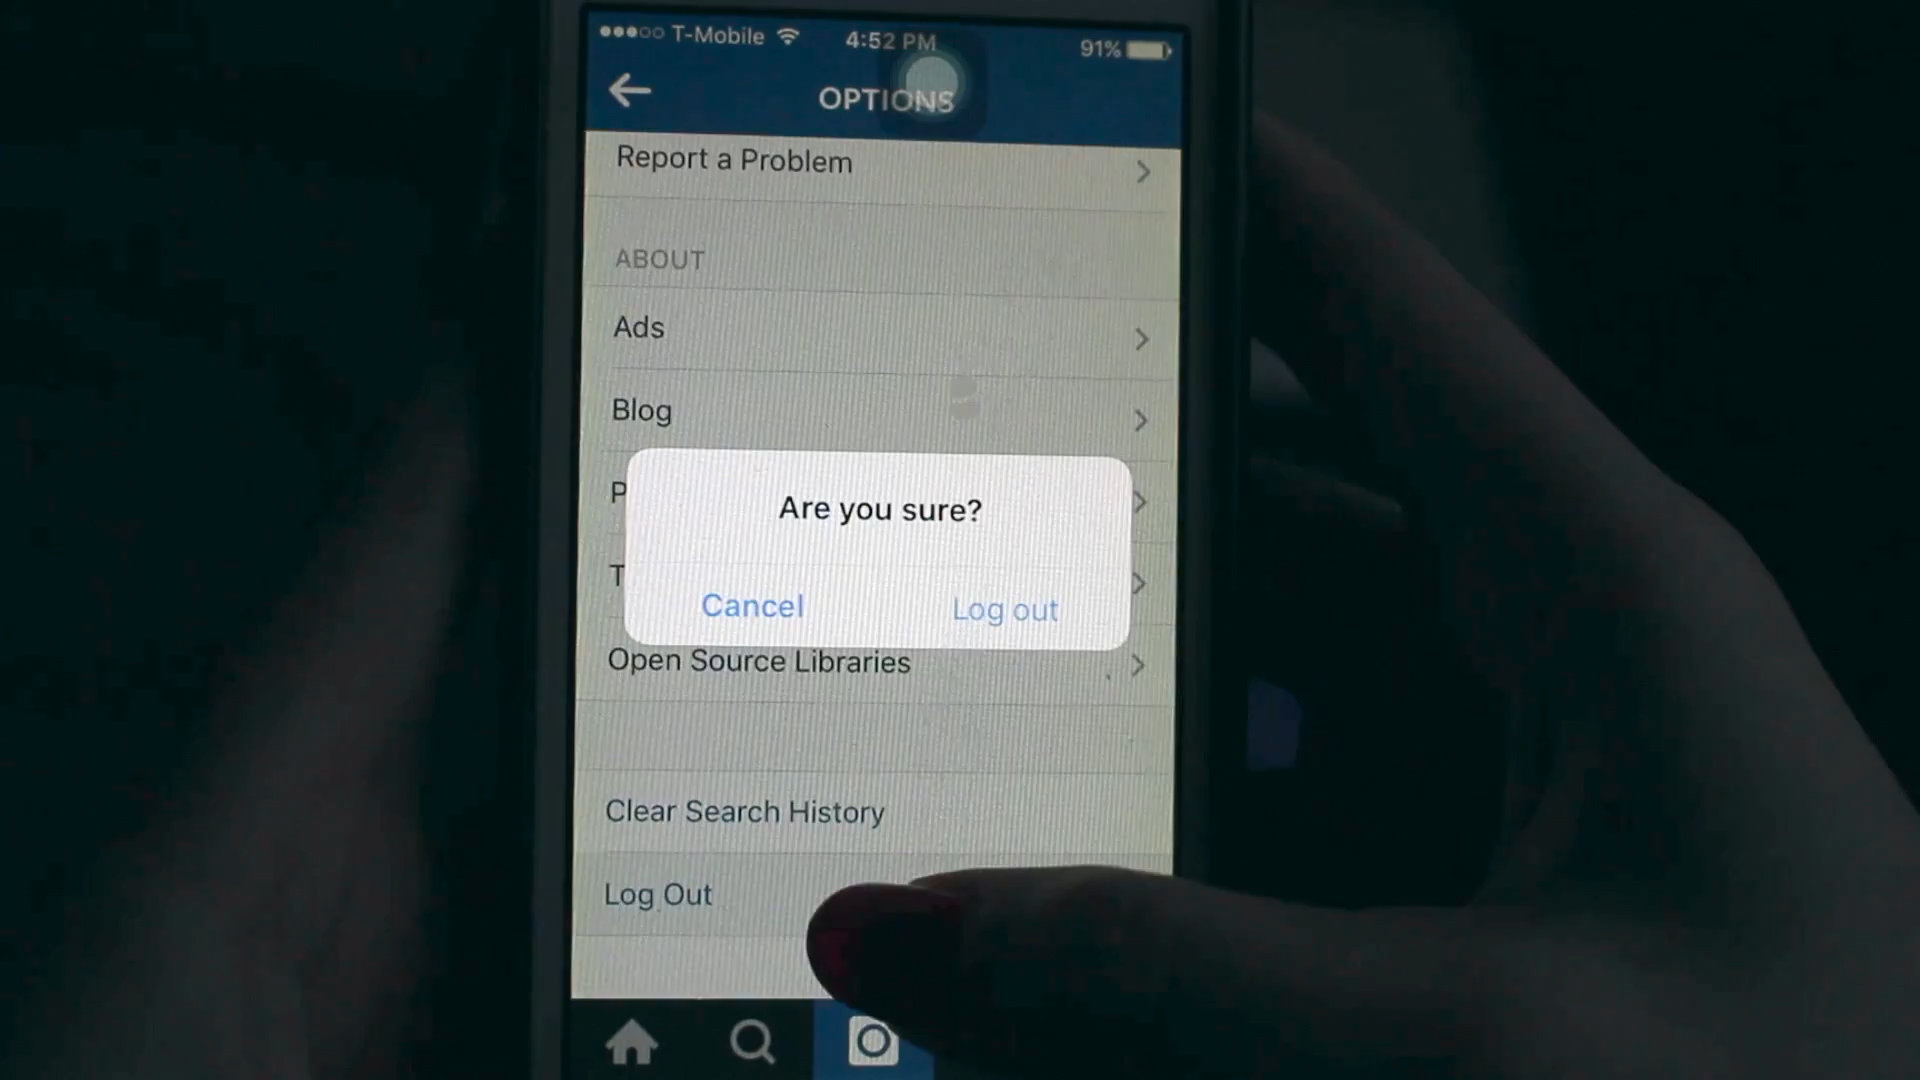 T-Mobile 4:52 PM 91%
OPTIONS
Report a Problem
ABOUT
Ads
Blog
P
Are you sure?
T
Cancel Log out
Open Source Libraries
Clear Search History
Log Out